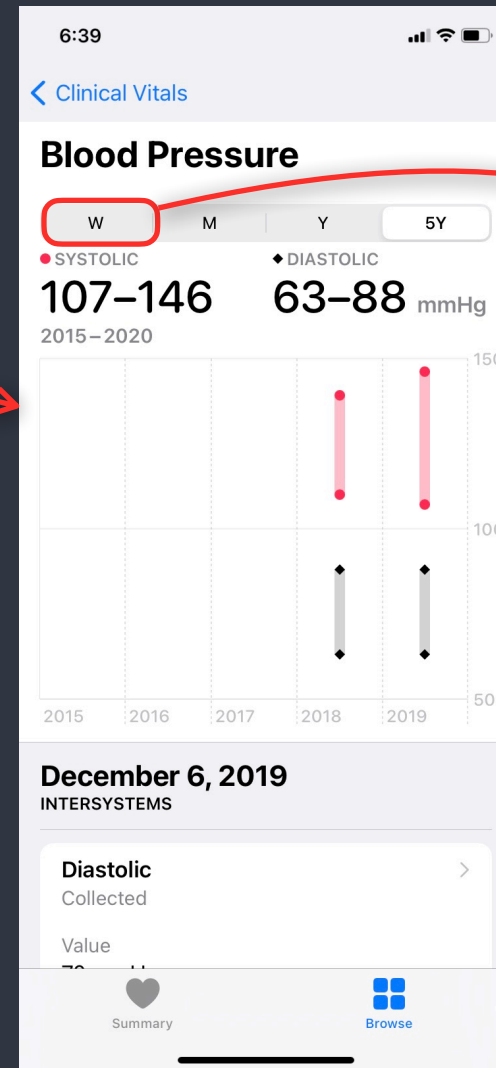 6:39
Clinical Vitals
Blood Pressure
W M Y 5Y
SYSTOLIC DIASTOLIC
107–146 63–88 mmHg
2015–2020
100
50
2015 2016 2017 2018 2019
December 6, 2019
INTERSYSTEMS
Diastolic
Collected
Value
Summary Browse